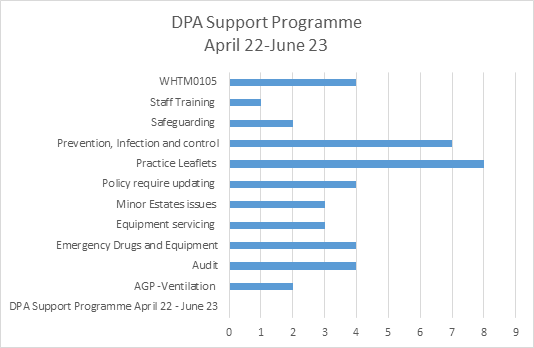 DPA Support Programme
April 22-June 23
WHTM0105
Staff Training
Safeguarding
Prevention, Infection and control
Practice Leaflets
Policy require updating
Minor Estates issues
Equipment servicing
Emergency Drugs and Equipment
Audit
AGP -Ventilation
DPA Support Programme April 22 - June 23
0 1 2 3 4 5 6 7 8 9